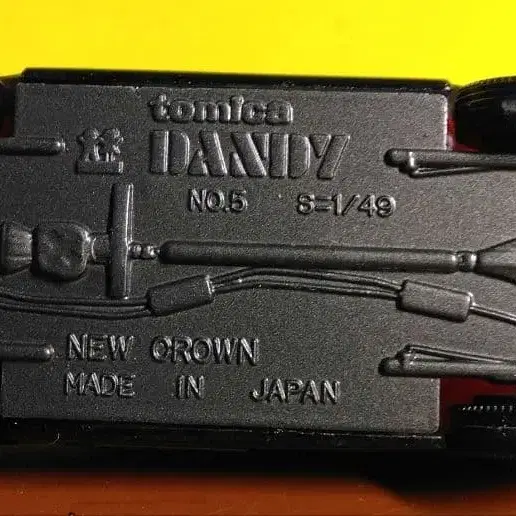 tomica
DANDY
NO.5 S=1/49
NEW CROWN
MADE IN JAPAN